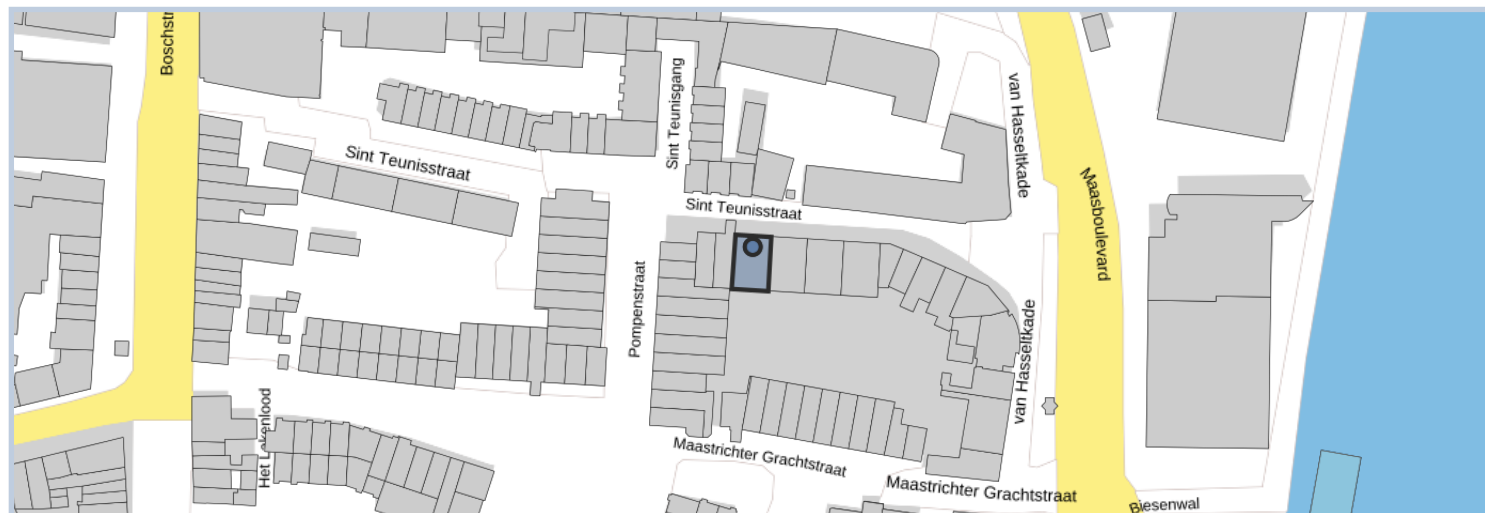 Boschstr
Sint Teunisgang
van Hasseltkade
Sint Teunisstraat
Maasboulevard
Sint Teunisstraat
Pompenstraat
van Hasseltkade
Het Lakenlood
Maastrichter Grachtstraat
Maastrichter Grachtstraat
Biesenwal